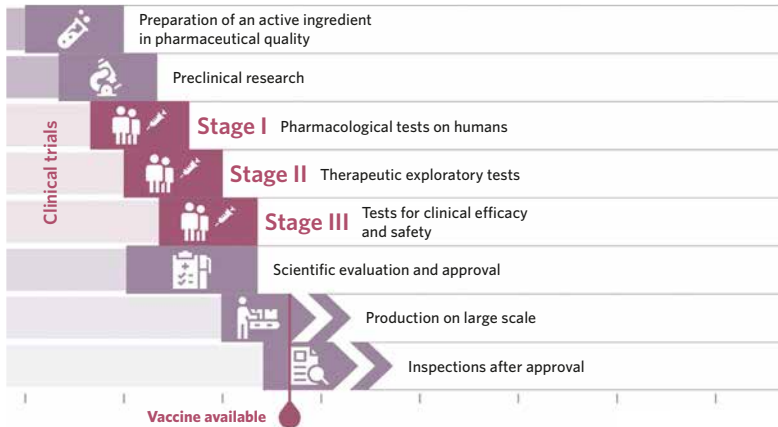 Preparation of an active ingredient
in pharmaceutical quality
Preclinical research
Clinical trials
Stage I Pharmacological tests on humans
Stage II Therapeutic exploratory tests
Stage III Tests for clinical efficacy
and safety
Scientific evaluation and approval
Production on large scale
Inspections after approval
Vaccine available